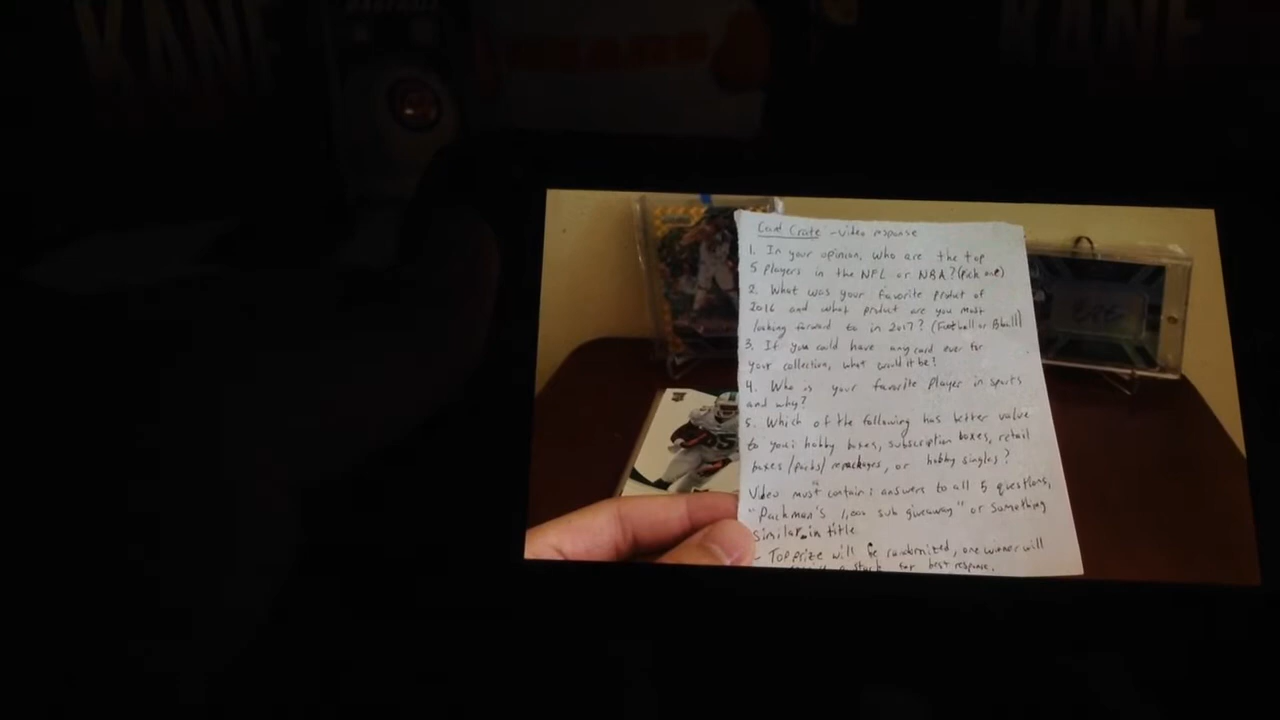 BASEBALL
Card Crate - video response
1. In your opinion, who are the top
5 players in the NFL or NBA? (Pick one)
2. What was your favorite product of
2016 and what product are you most
looking forward to in 2017? (Football or Bball)
3. If you could have any card ever for
your collection, what would it be?
4. Who is your favorite player in sports
and why?
5. Which of the following has better value
to you: hobby boxes, subscription boxes, retail
boxes/packs/repackages, or hobby singles?
Video must contain: answers to all 5 questions,
"Packman's 1,000 sub giveaway" or something
similar in title
- Top prize will be randomized, one winner will
a stack for best response.